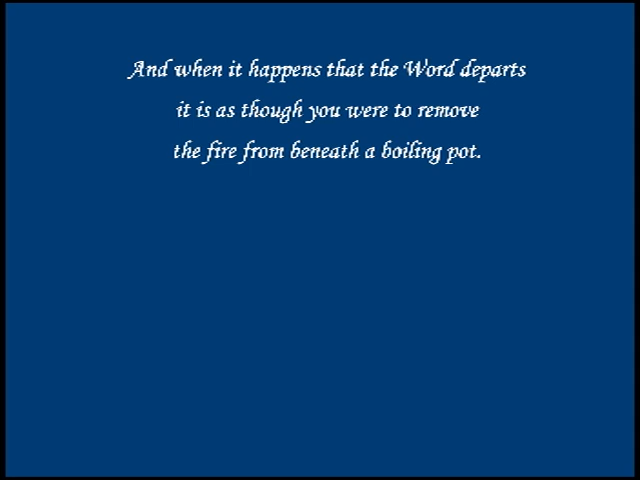 And when it happens that the Word departs
it is as though you were to remove
the fire from beneath a boiling pot.